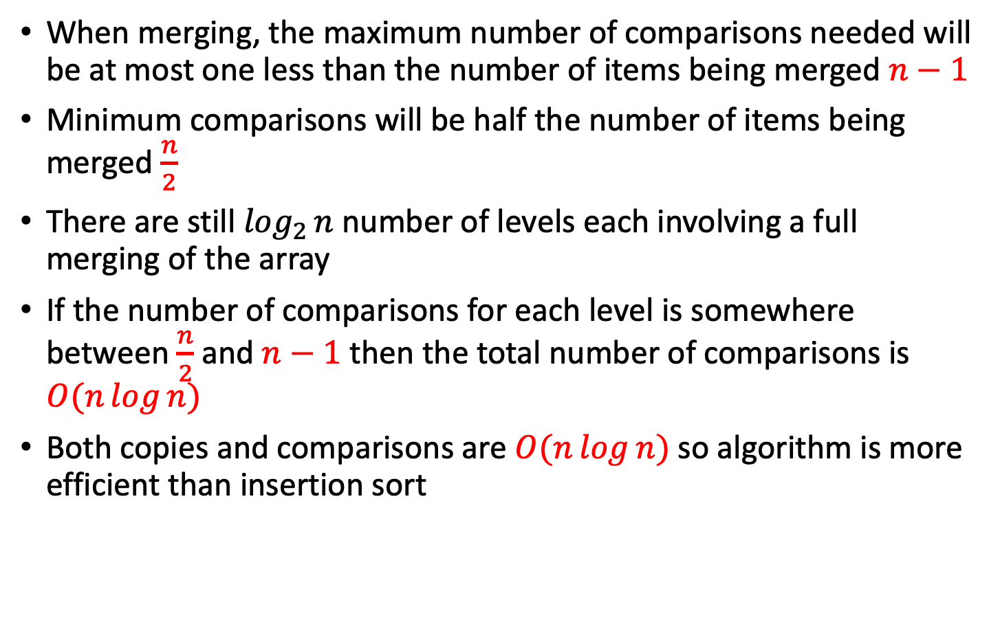 • When merging, the maximum number of comparisons needed will
be at most one less than the number of items being merged n − 1
• Minimum comparisons will be half the number of items being
merged n/2
• There are still log₂ n number of levels each involving a full
merging of the array
• If the number of comparisons for each level is somewhere
between n/2 and n − 1 then the total number of comparisons is
O(n log n)
• Both copies and comparisons are O(n log n) so algorithm is more
efficient than insertion sort